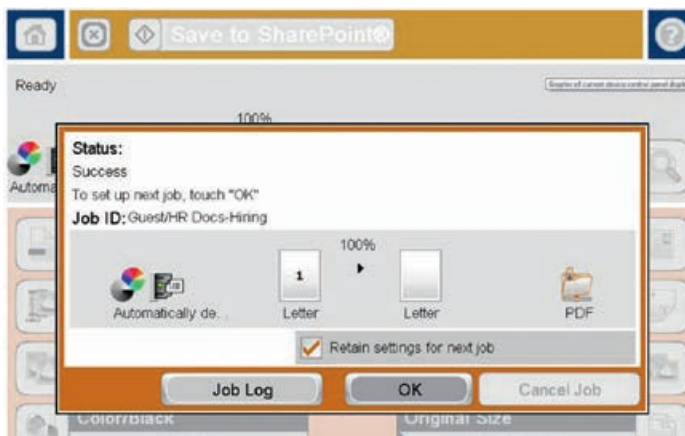 Save to SharePoint®
?
Ready
100%
Automa
Status:
Success
To set up next job, touch "OK"
Job ID: Guest/HR Docs-Hiring
100%
1
Automatically de...
Letter
Letter
PDF
Retain settings for next job
Job Log
OK
Cancel Job
Color/Black
Original Size